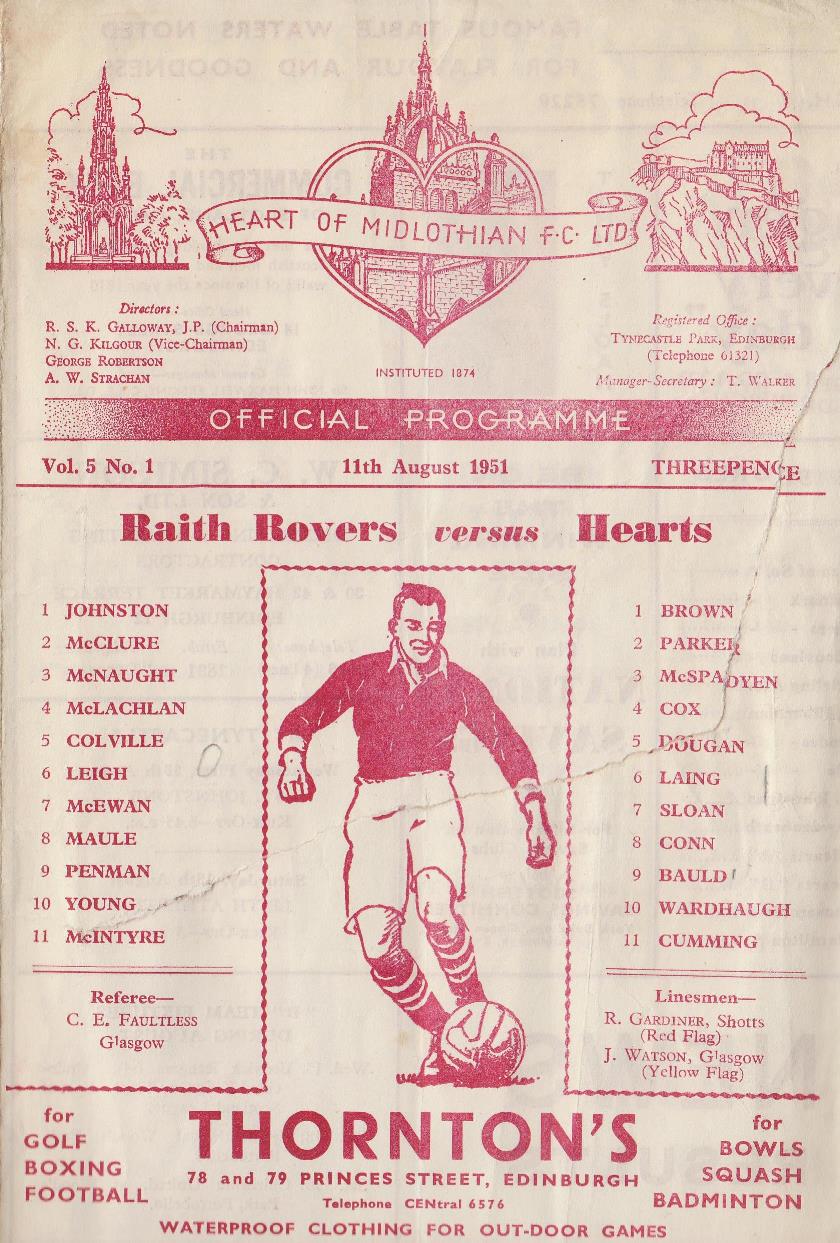 HEART OF MIDLOTHIAN F.C. LTD
Directors :
R. S. K. GALLOWAY, J.P. (Chairman)
N. G. KILGOUR (Vice-Chairman)
GEORGE ROBERTSON
A. W. STRACHAN
INSTITUTED 1874
Registered Office :
TYNECASTLE PARK, EDINBURGH
(Telephone 61321)
Manager-Secretary : T. WALKER
OFFICIAL PROGRAMME
Vol. 5 No. 1 11th August 1951 THREEPENCE
Raith Rovers versus Hearts
1 JOHNSTON
2 McCLURE
3 McNAUGHT
4 McLACHLAN
5 COLVILLE
6 LEIGH
7 McEWAN
8 MAULE
9 PENMAN
10 YOUNG
11 McINTYRE
Referee—
C. E. FAULTLESS
Glasgow
1 BROWN
2 PARKER
3 McSPADYEN
4 COX
5 DOUGAN
6 LAING
7 SLOAN
8 CONN
9 BAULD
10 WARDHAUGH
11 CUMMING
Linesmen—
R. GARDINER, Shotts
(Red Flag)
J. WATSON, Glasgow
(Yellow Flag)
for
GOLF
BOXING
FOOTBALL
THORNTON'S
78 and 79 PRINCES STREET, EDINBURGH
Telephone CENtral 6576
WATERPROOF CLOTHING FOR OUT-DOOR GAMES
for
BOWLS
SQUASH
BADMINTON